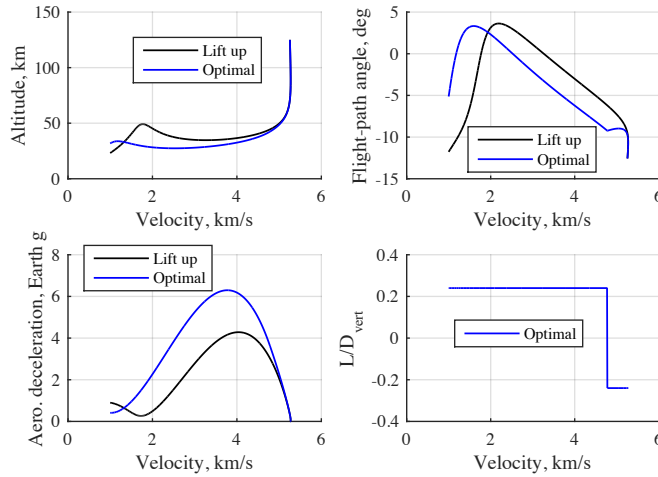 150
100
50
0
0
2
4
6
Altitude, km
Velocity, km/s
Lift up
Optimal
5
0
-5
-10
-15
0
2
4
6
Flight-path angle, deg
Velocity, km/s
Lift up
Optimal
8
6
4
2
0
0
2
4
6
Aero. deceleration, Earth g
Velocity, km/s
Lift up
Optimal
0.4
0.2
0
-0.2
-0.4
0
2
4
6
L/D_vert
Velocity, km/s
Optimal